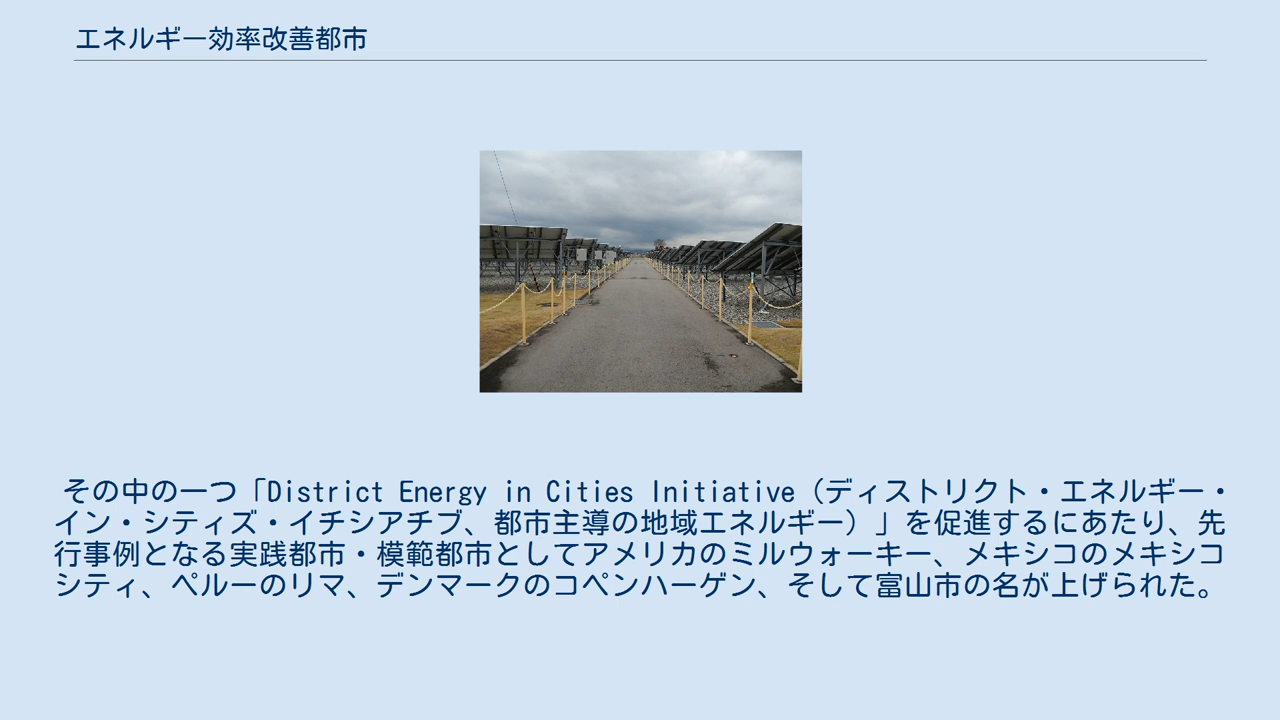 エネルギー効率改善都市
その中の一つ「District Energy in Cities Initiative（ディストリクト・エネルギー・
イン・シティズ・イチシアチブ、都市主導の地域エネルギー）」を促進するにあたり、先
行事例となる実践都市・模範都市としてアメリカのミルウォーキー、メキシコのメキシコ
シティ、ペルーのリマ、デンマークのコペンハーゲン、そして富山市の名が上げられた。